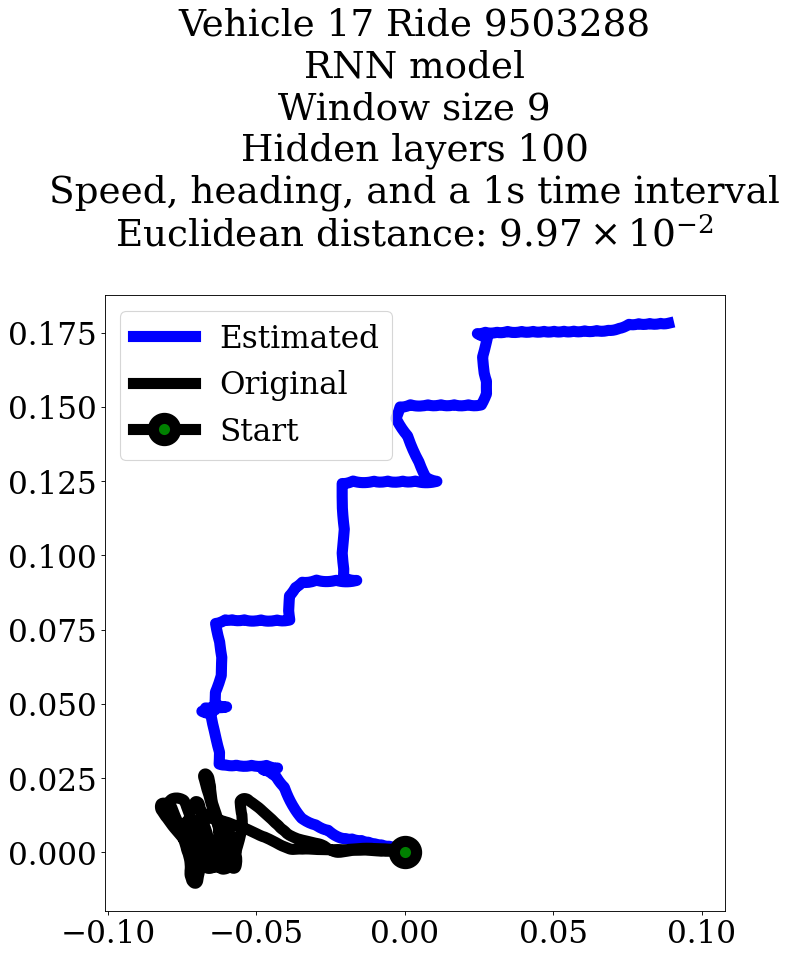 Vehicle 17 Ride 9503288
RNN model
Window size 9
Hidden layers 100
Speed, heading, and a 1s time interval
Euclidean distance: 9.97 × 10⁻²
Estimated
Original
Start
0.175
0.150
0.125
0.100
0.075
0.050
0.025
0.000
−0.10
−0.05
0.00
0.05
0.10